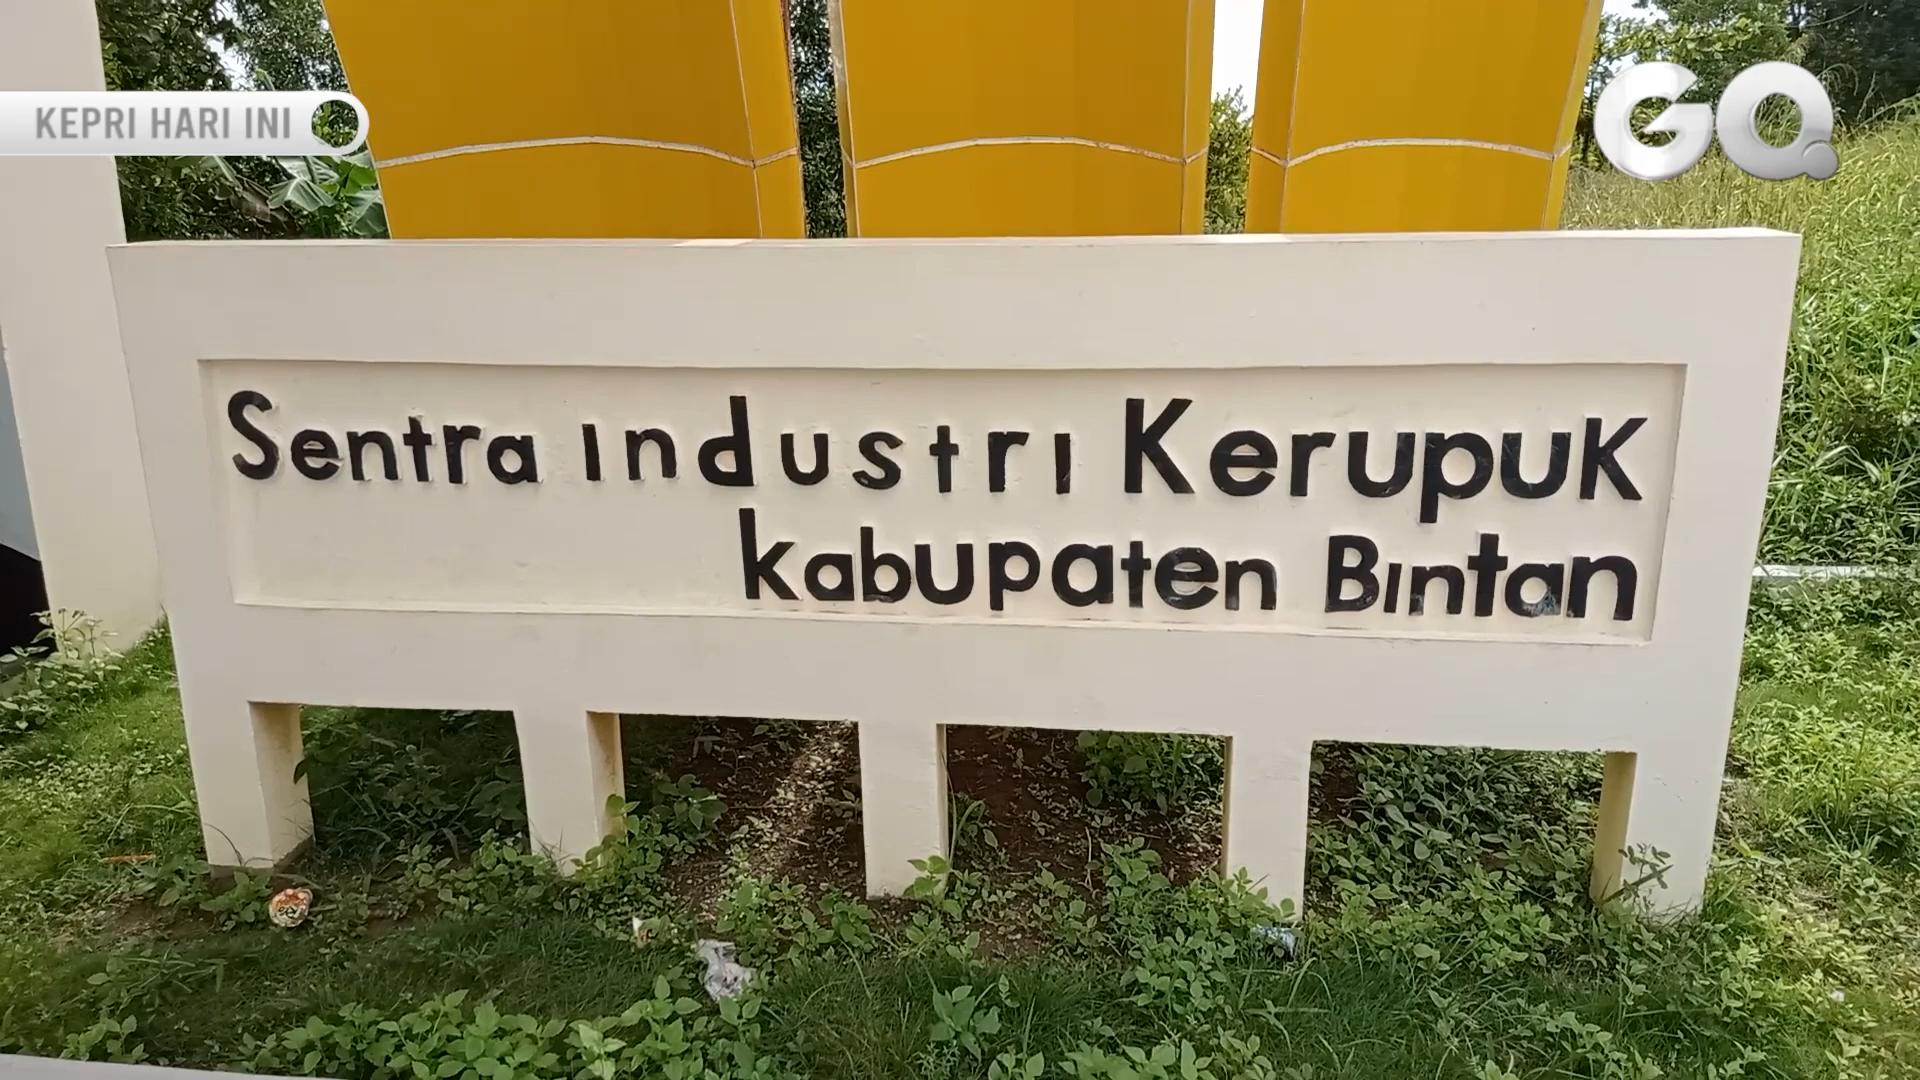 KEPRI HARI INI
GQ
Sentra industri Kerupuk
kabupaten Bintan